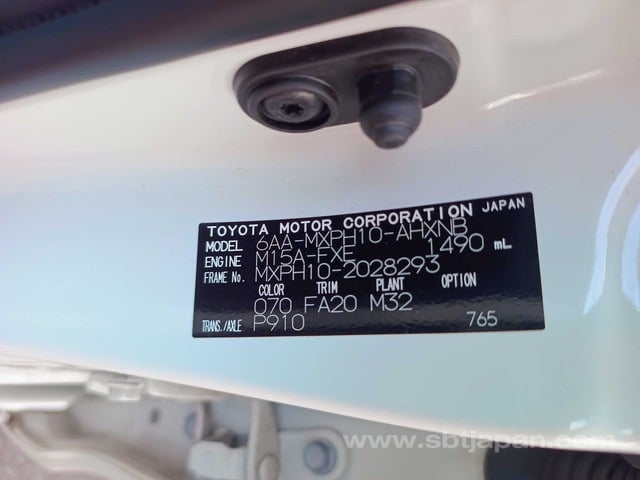 TOYOTA MOTOR CORPORATION JAPAN
MODEL 6AA-MXPH10-AHXNB
ENGINE M15A-FXE 1490 mL
FRAME No. MXPH10-2028293
COLOR TRIM PLANT OPTION
070 FA20 M32
TRANS./AXLE P910 765
www.sbtjapan.com